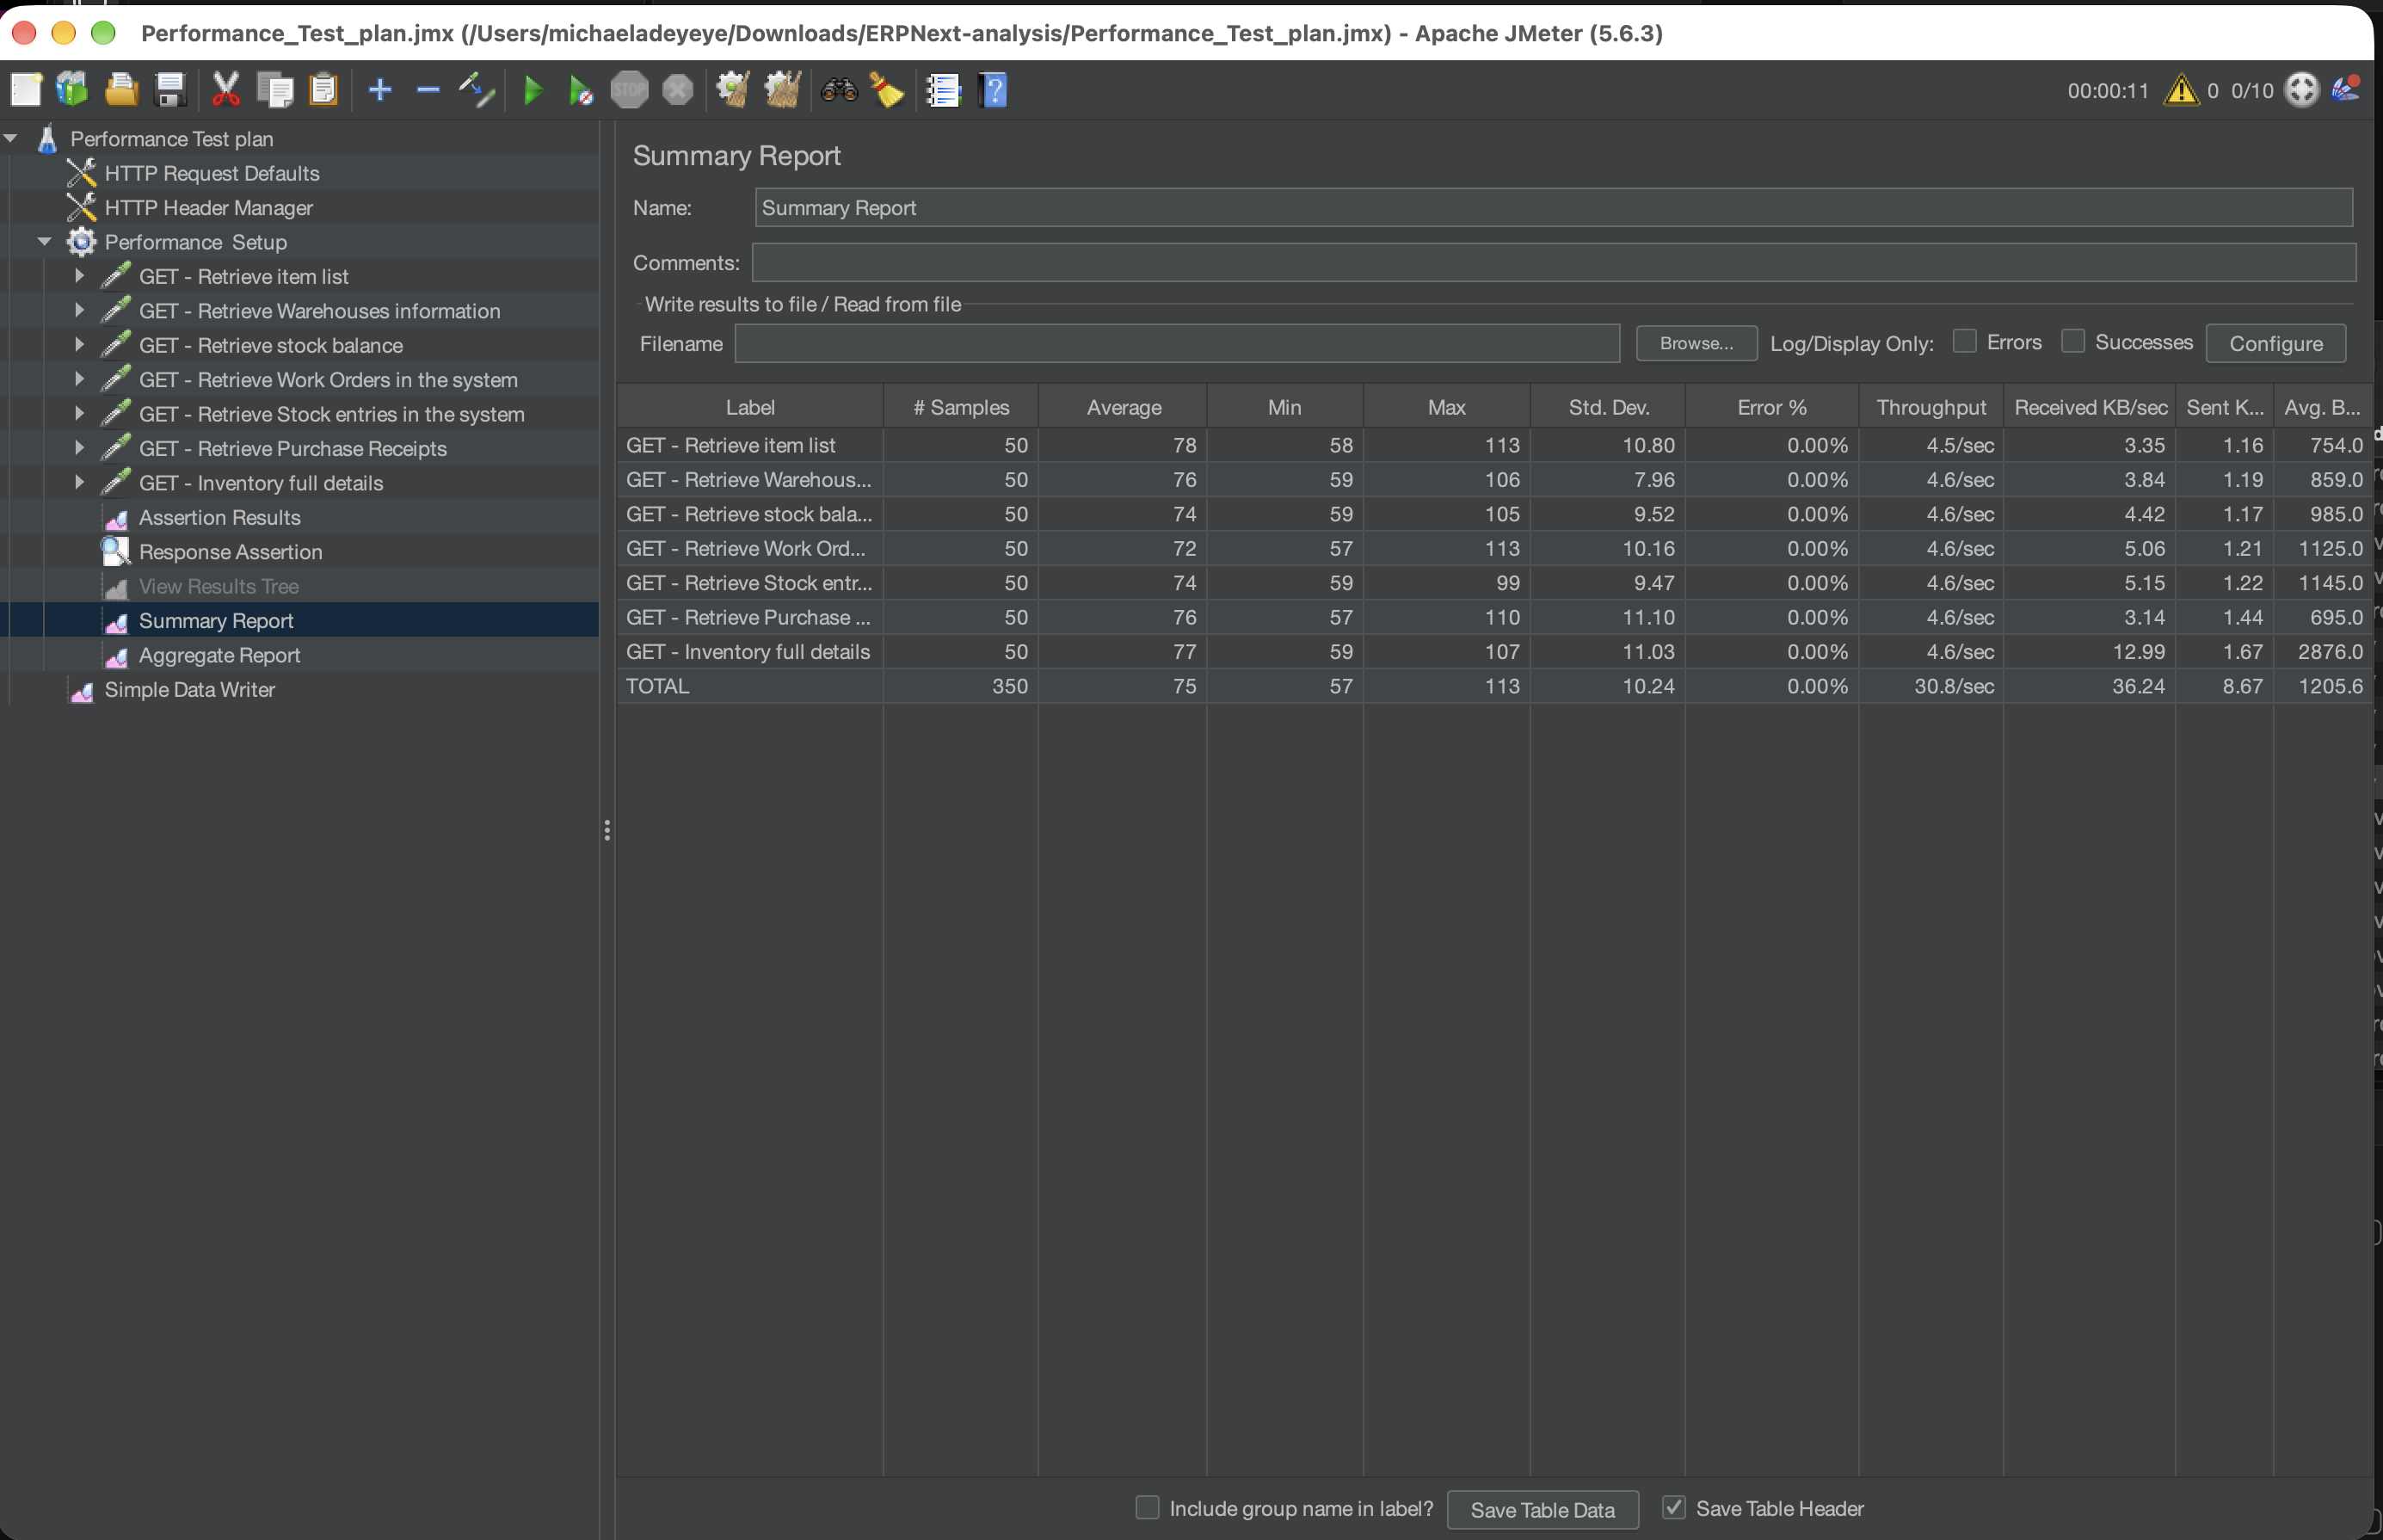 Performance_Test_plan.jmx (/Users/michaeladeyeye/Downloads/ERPNext-analysis/Performance_Test_plan.jmx) - Apache JMeter (5.6.3)
STOP
00:00:11 0 0/10
Performance Test plan
HTTP Request Defaults
HTTP Header Manager
Performance Setup
GET - Retrieve item list
GET - Retrieve Warehouses information
GET - Retrieve stock balance
GET - Retrieve Work Orders in the system
GET - Retrieve Stock entries in the system
GET - Retrieve Purchase Receipts
GET - Inventory full details
Assertion Results
Response Assertion
View Results Tree
Summary Report
Aggregate Report
Simple Data Writer
Summary Report
Name: Summary Report
Comments:
Write results to file / Read from file
Filename Browse... Log/Display Only: Errors Successes Configure
Label # Samples Average Min Max Std. Dev. Error % Throughput Received KB/sec Sent K... Avg. B...
GET - Retrieve item list 50 78 58 113 10.80 0.00% 4.5/sec 3.35 1.16 754.0
GET - Retrieve Warehous... 50 76 59 106 7.96 0.00% 4.6/sec 3.84 1.19 859.0
GET - Retrieve stock bala... 50 74 59 105 9.52 0.00% 4.6/sec 4.42 1.17 985.0
GET - Retrieve Work Ord... 50 72 57 113 10.16 0.00% 4.6/sec 5.06 1.21 1125.0
GET - Retrieve Stock entr... 50 74 59 99 9.47 0.00% 4.6/sec 5.15 1.22 1145.0
GET - Retrieve Purchase ... 50 76 57 110 11.10 0.00% 4.6/sec 3.14 1.44 695.0
GET - Inventory full details 50 77 59 107 11.03 0.00% 4.6/sec 12.99 1.67 2876.0
TOTAL 350 75 57 113 10.24 0.00% 30.8/sec 36.24 8.67 1205.6
Include group name in label? Save Table Data Save Table Header